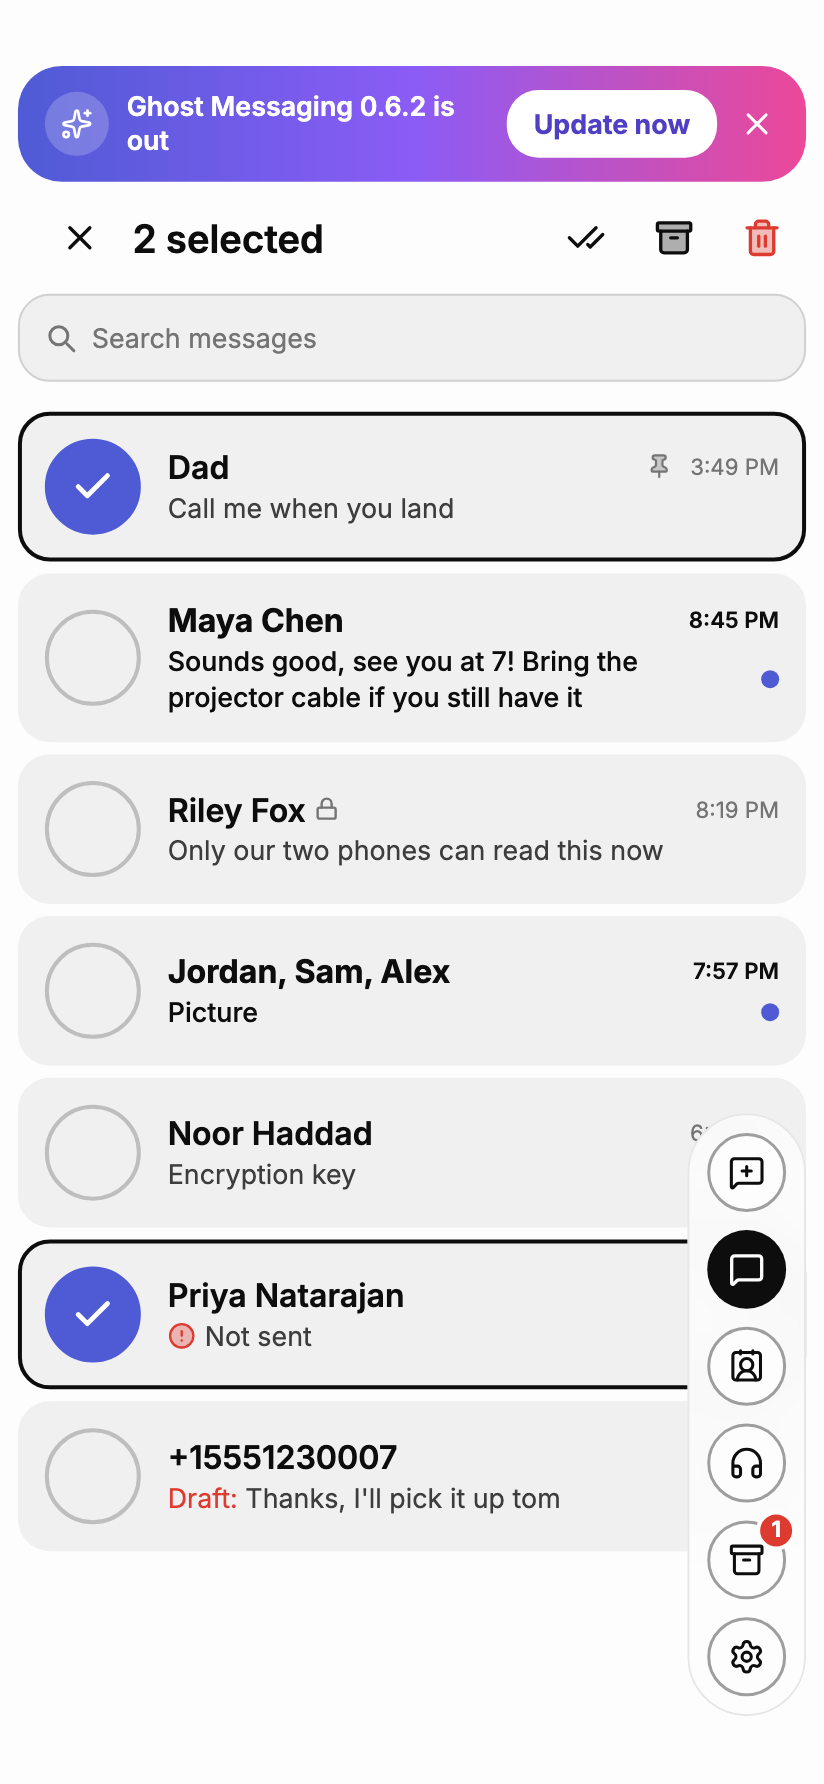 Ghost Messaging 0.6.2 is
out
Update now
2 selected
Search messages
Dad
3:49 PM
Call me when you land
Maya Chen
8:45 PM
Sounds good, see you at 7! Bring the
projector cable if you still have it
Riley Fox
8:19 PM
Only our two phones can read this now
Jordan, Sam, Alex
7:57 PM
Picture
Noor Haddad
Encryption key
Priya Natarajan
Not sent
+15551230007
Draft: Thanks, I'll pick it up tom
1